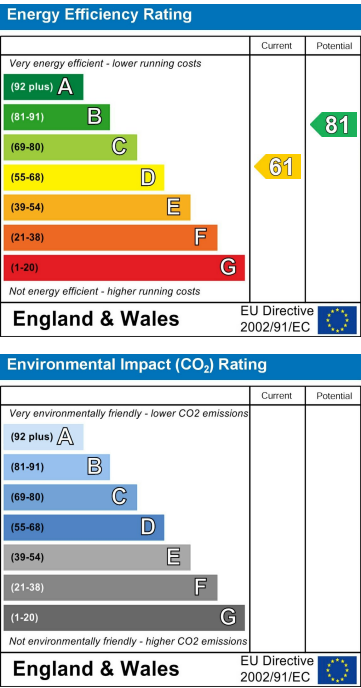 Energy Efficiency Rating
Current Potential
Very energy efficient - lower running costs
(92 plus) A
(81-91) B
81
(69-80) C
(55-68) D
61
(39-54) E
(21-38) F
(1-20) G
Not energy efficient - higher running costs
England & Wales
EU Directive
2002/91/EC
Environmental Impact (CO2) Rating
Current Potential
Very environmentally friendly - lower CO2 emissions
(92 plus) A
(81-91) B
(69-80) C
(55-68) D
(39-54) E
(21-38) F
(1-20) G
Not environmentally friendly - higher CO2 emissions
England & Wales
EU Directive
2002/91/EC